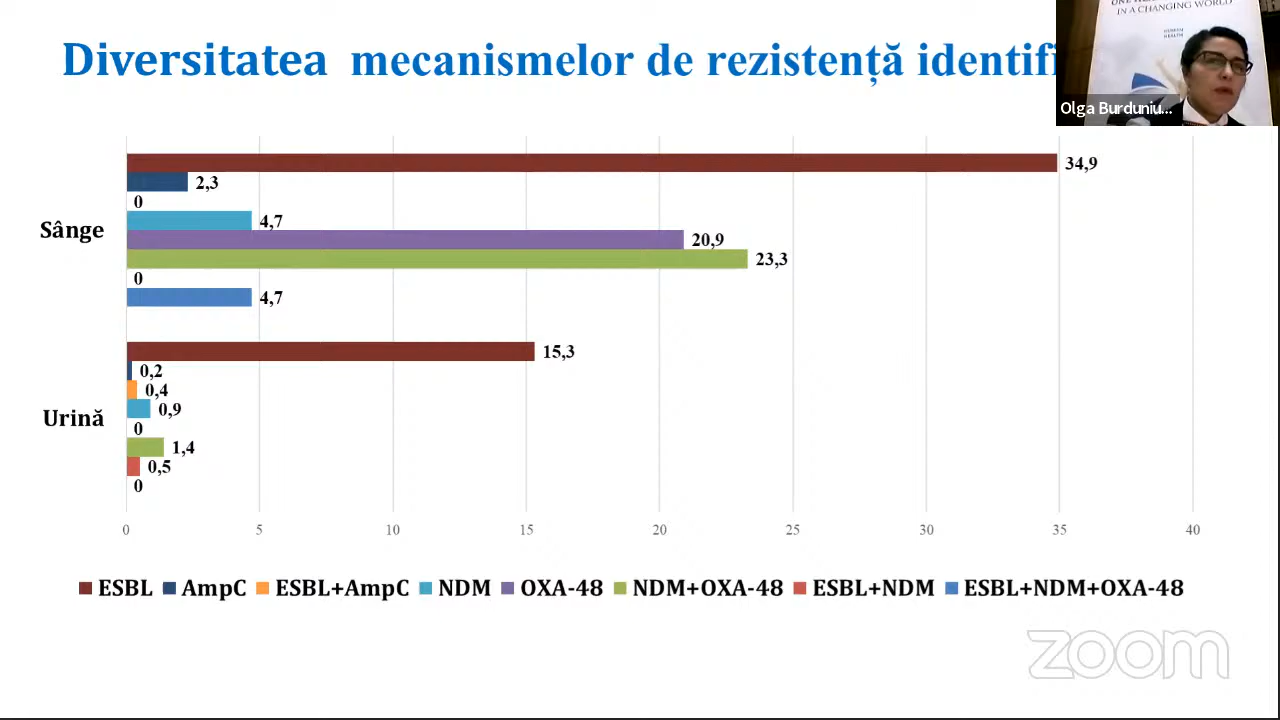 IN A CHANGING WORLD
HUMAN
HEALTH
Diversitatea mecanismelor de rezistență
Olga Burduniu...
34,9
2,3
0
4,7
Sânge
20,9
23,3
0
4,7
15,3
0,2
0,4
0,9
Urină
0
1,4
0,5
0
0 5 10 15 20 25 30 35 40
ESBL AmpC ESBL+AmpC NDM OXA-48 NDM+OXA-48 ESBL+NDM ESBL+NDM+OXA-48
zoom